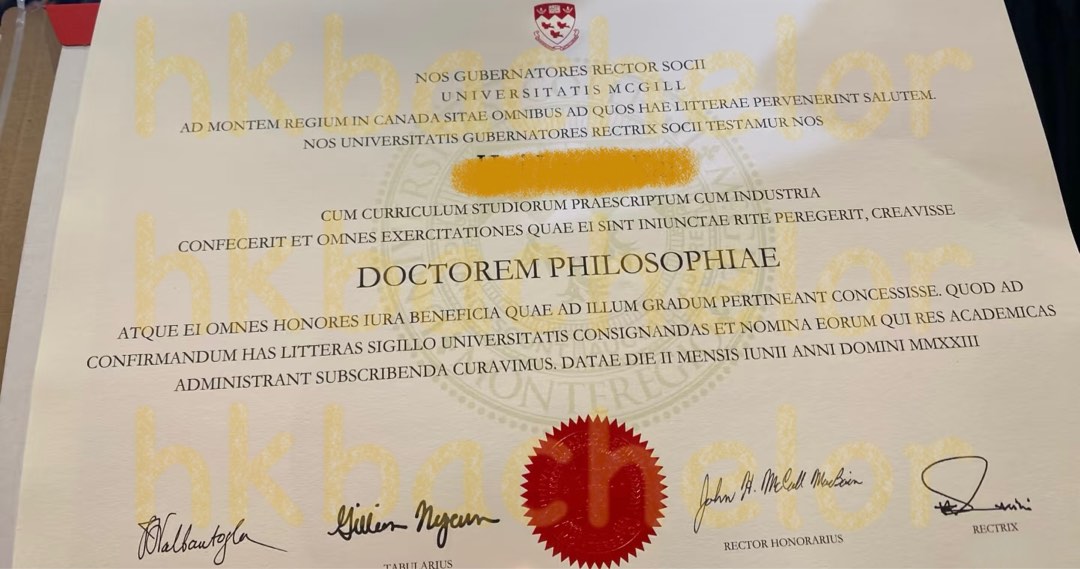 NOS GUBERNATORES RECTOR SOCII
UNIVERSITATIS MCGILL
AD MONTEM REGIUM IN CANADA SITAE OMNIBUS AD QUOS HAE LITTERAE PERVENERINT SALUTEM.
NOS UNIVERSITATIS GUBERNATORES RECTRIX SOCII TESTAMUR NOS
CUM CURRICULUM STUDIORUM PRAESCRIPTUM CUM INDUSTRIA
CONFECERIT ET OMNES EXERCITATIONES QUAE EI SINT INIUNCTAE RITE PEREGERIT, CREAVISSE
DOCTOREM PHILOSOPHIAE
ATQUE EI OMNES HONORES IURA BENEFICIA QUAE AD ILLUM GRADUM PERTINEANT CONCESSISSE. QUOD AD
CONFIRMANDUM HAS LITTERAS SIGILLO UNIVERSITATIS CONSIGNANDAS ET NOMINA EORUM QUI RES ACADEMICAS
ADMINISTRANT SUBSCRIBENDA CURAVIMUS. DATAE DIE II MENSIS IUNII ANNI DOMINI MMXXIII
John H. McCall MacBain
TABULARIUS
RECTOR HONORARIUS
RECTRIX
hkbachelor
hkbachelor
hkbachelor